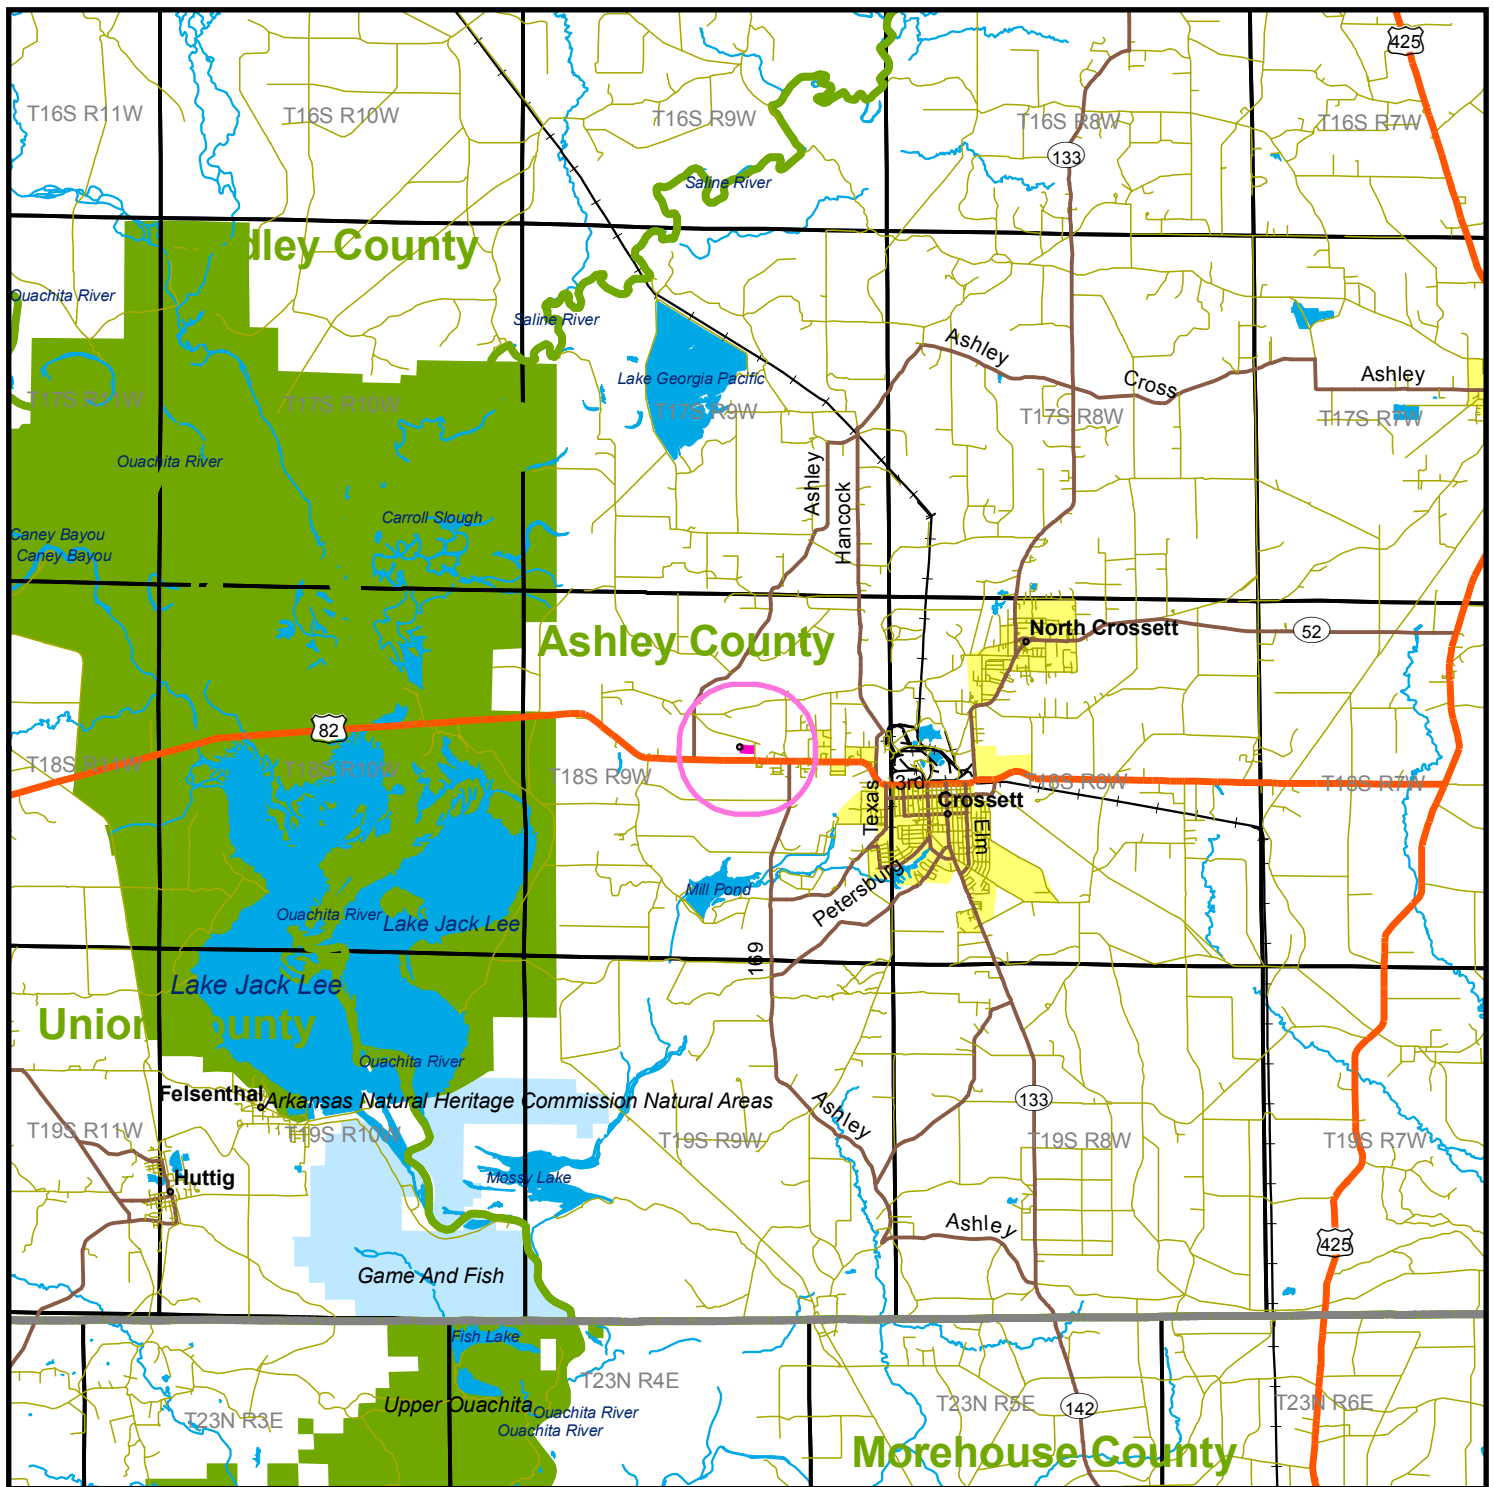 425
T16S R11W
T16S R10W
T16S R9W
T16S R8W
T16S R7W
133
Saline River
dley County
Ouachita River
Saline River
Ashley
Lake Georgia Pacific
Cross
Ashley
T17S R11W
T17S R10W
T17S R9W
T17S R8W
T17S R7W
Ouachita River
Ashley
Hancock
Carroll Slough
Caney Bayou
Caney Bayou
Ashley County
North Crossett
52
82
T18S R11W
T18S R10W
T18S R9W
3rd
T18S R8W
T18S R7W
Texas
Crossett
Elm
Mill Pond
Petersburg
Ouachita River
Lake Jack Lee
169
Lake Jack Lee
Union County
Ouachita River
Felsenthal
Arkansas Natural Heritage Commission Natural Areas
133
Ashley
T19S R11W
T19S R10W
T19S R9W
T19S R8W
T19S R7W
Huttig
Mossy Lake
Ashley
425
Game And Fish
Fish Lake
T23N R4E
Upper Ouachita
Ouachita River
T23N R3E
T23N R5E
142
T23N R6E
Ouachita River
Morehouse County